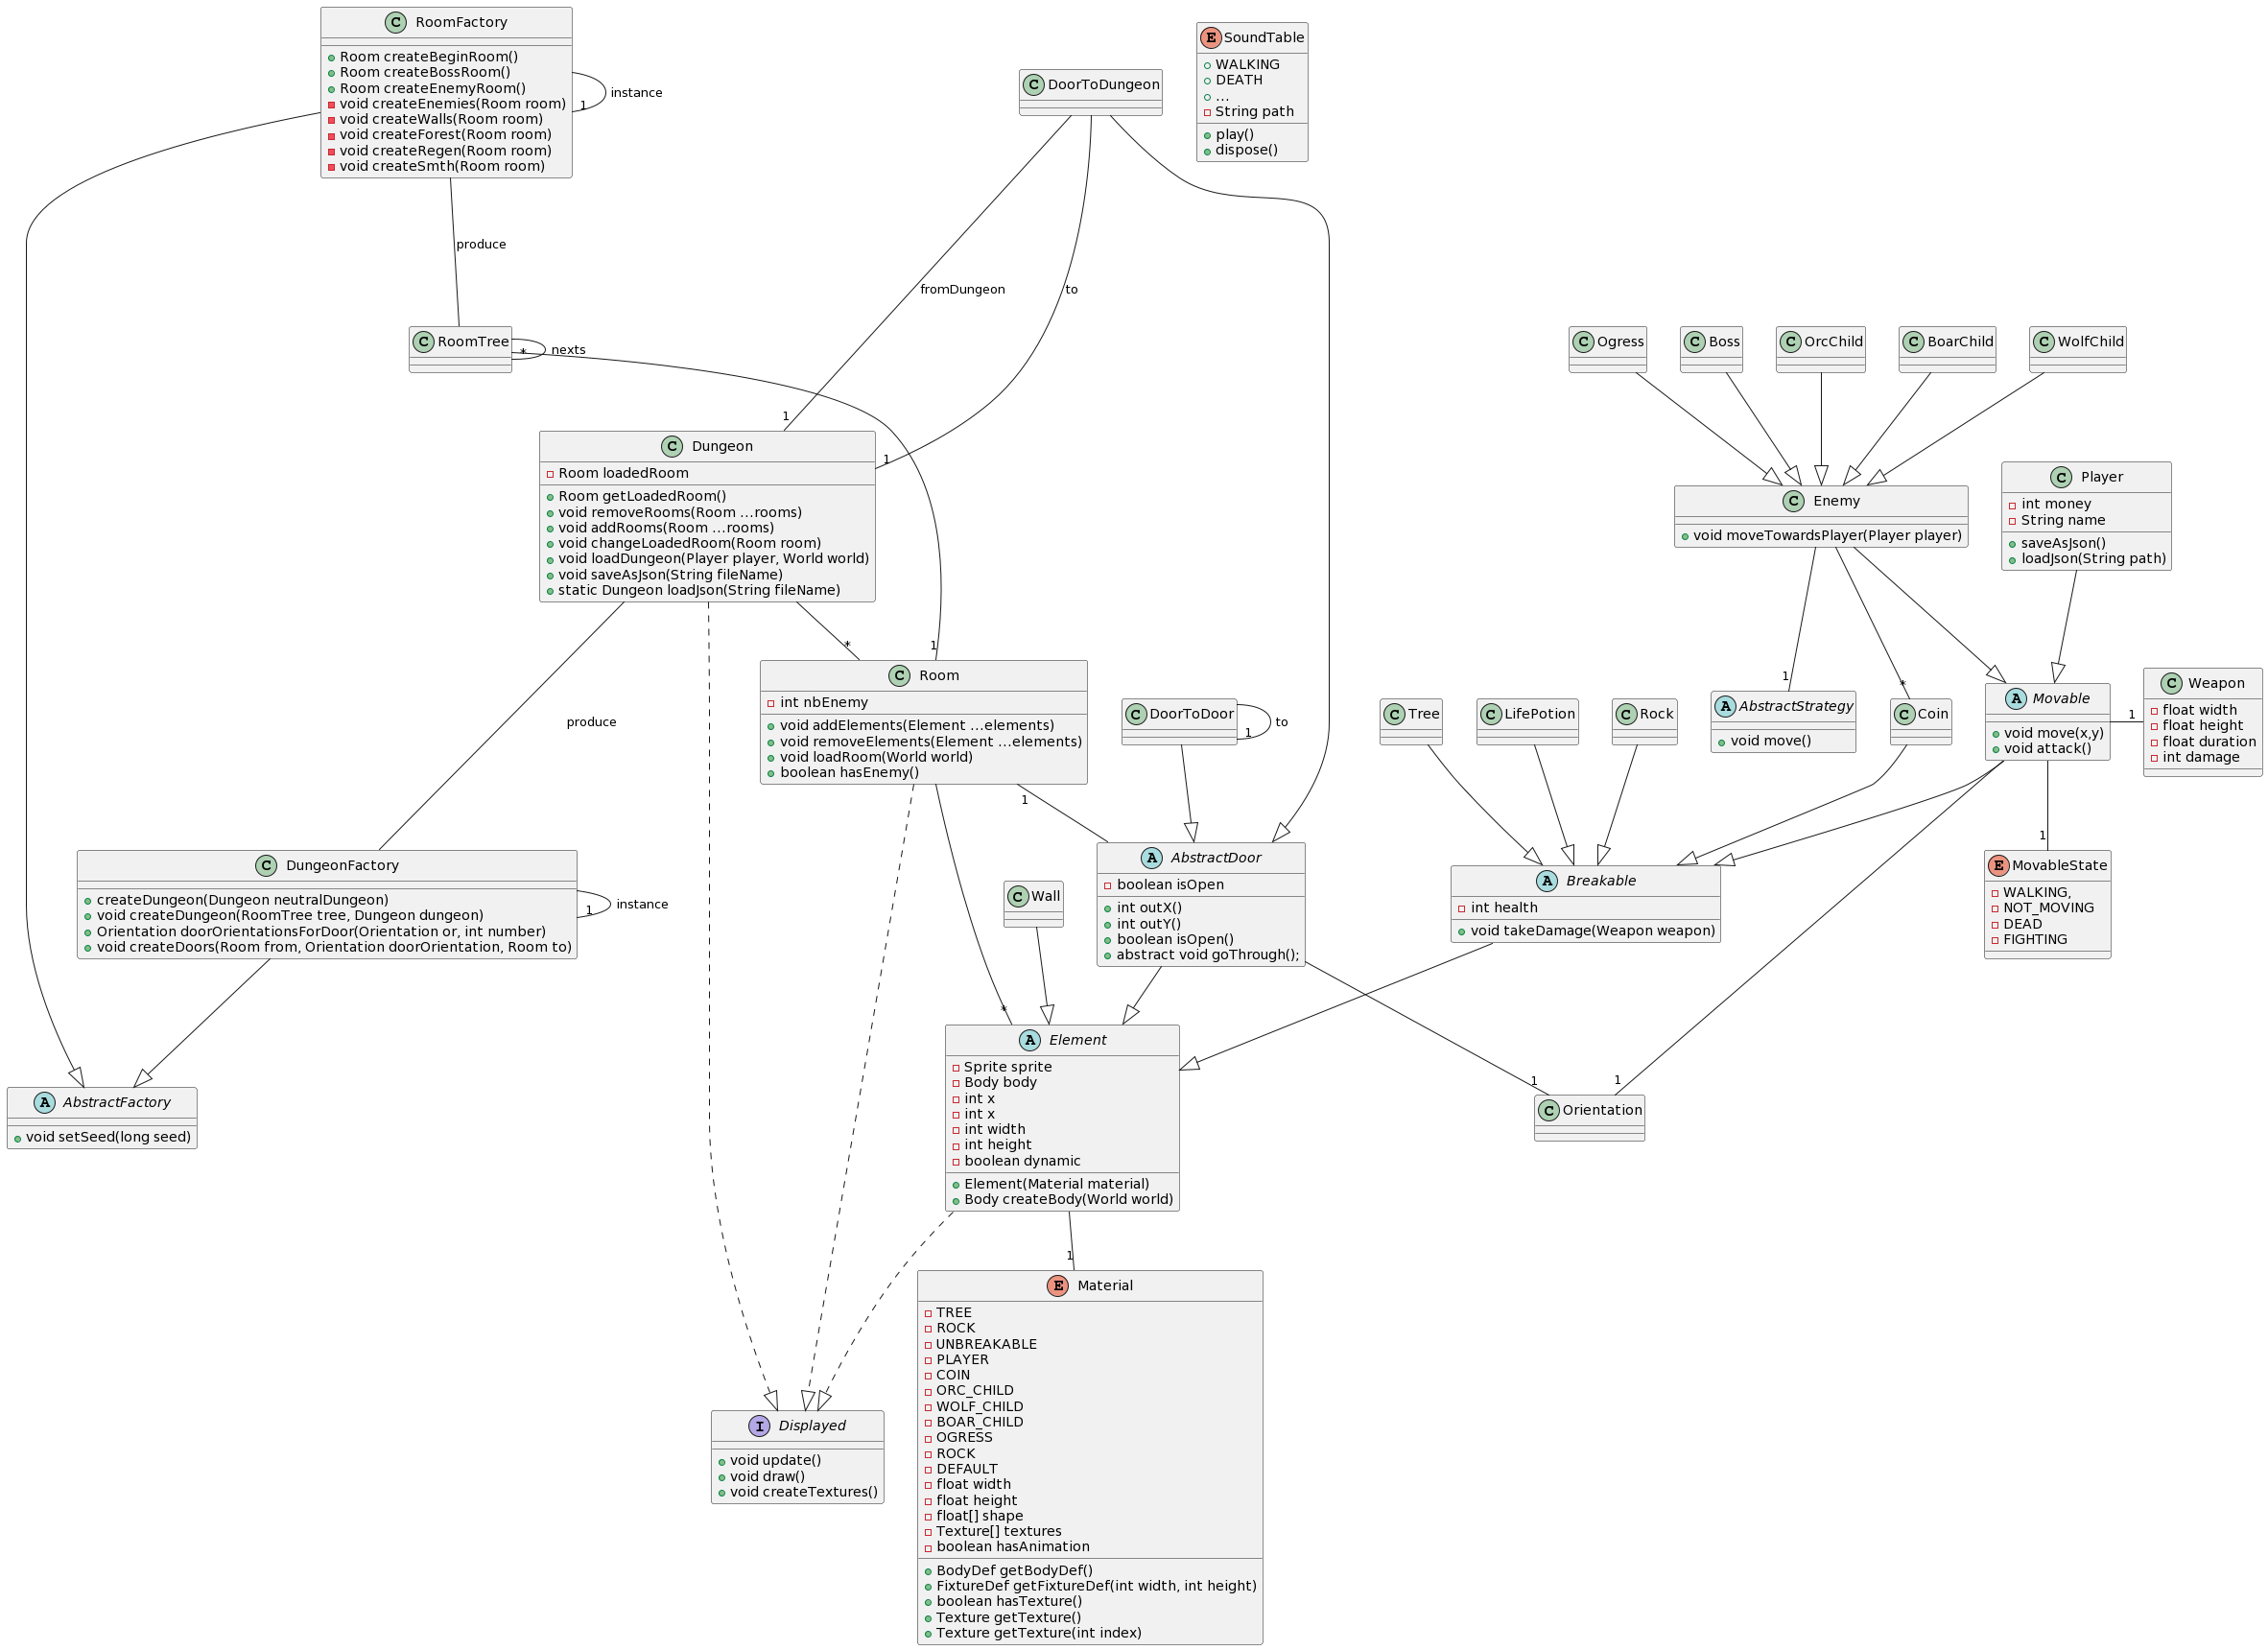 C RoomFactory
+ Room createBeginRoom()
Room createBossRoom()
Room createEnemyRoom()
void createEnemies(Room room)
void createWalls(Room room)
void createForest(Room room)
void createRegen(Room room)
void createSmth(Room room)
1
instance
E SoundTable
WALKING
DEATH
...
String path
play()
dispose()
C DoorToDungeon
produce
fromDungeon
to
C RoomTree
*
nexts
C Ogress
C Boss
C OrcChild
C BoarChild
C WolfChild
1
1
C Dungeon
Room loadedRoom
Room getLoadedRoom()
void removeRooms(Room ...rooms)
void addRooms(Room ...rooms)
void changeLoadedRoom(Room room)
void loadDungeon(Player player, World world)
void saveAsJson(String fileName)
static Dungeon loadJson(String fileName)
C Enemy
void moveTowardsPlayer(Player player)
C Player
int money
String name
saveAsJson()
loadJson(String path)
*
1
C Room
int nbEnemy
void addElements(Element ...elements)
void removeElements(Element ...elements)
void loadRoom(World world)
boolean hasEnemy()
produce
C DoorToDoor
1
to
C Tree
C LifePotion
C Rock
1
A AbstractStrategy
void move()
*
C Coin
A Movable
void move(x,y)
void attack()
1
C Weapon
float width
float height
float duration
int damage
1
1
C DungeonFactory
createDungeon(Dungeon neutralDungeon)
void createDungeon(RoomTree tree, Dungeon dungeon)
Orientation doorOrientationsForDoor(Orientation or, int number)
void createDoors(Room from, Orientation doorOrientation, Room to)
1
instance
C Wall
A AbstractDoor
boolean isOpen
int outX()
int outY()
boolean isOpen()
abstract void goThrough();
A Breakable
int health
void takeDamage(Weapon weapon)
E MovableState
WALKING,
NOT_MOVING
DEAD
FIGHTING
*
A Element
Sprite sprite
Body body
int x
int x
int width
int height
boolean dynamic
Element(Material material)
Body createBody(World world)
1
1
C Orientation
A AbstractFactory
void setSeed(long seed)
1
E Material
TREE
ROCK
UNBREAKABLE
PLAYER
COIN
ORC_CHILD
WOLF_CHILD
BOAR_CHILD
OGRESS
ROCK
DEFAULT
float width
float height
float[] shape
Texture[] textures
boolean hasAnimation
BodyDef getBodyDef()
FixtureDef getFixtureDef(int width, int height)
boolean hasTexture()
Texture getTexture()
Texture getTexture(int index)
I Displayed
void update()
void draw()
void createTextures()